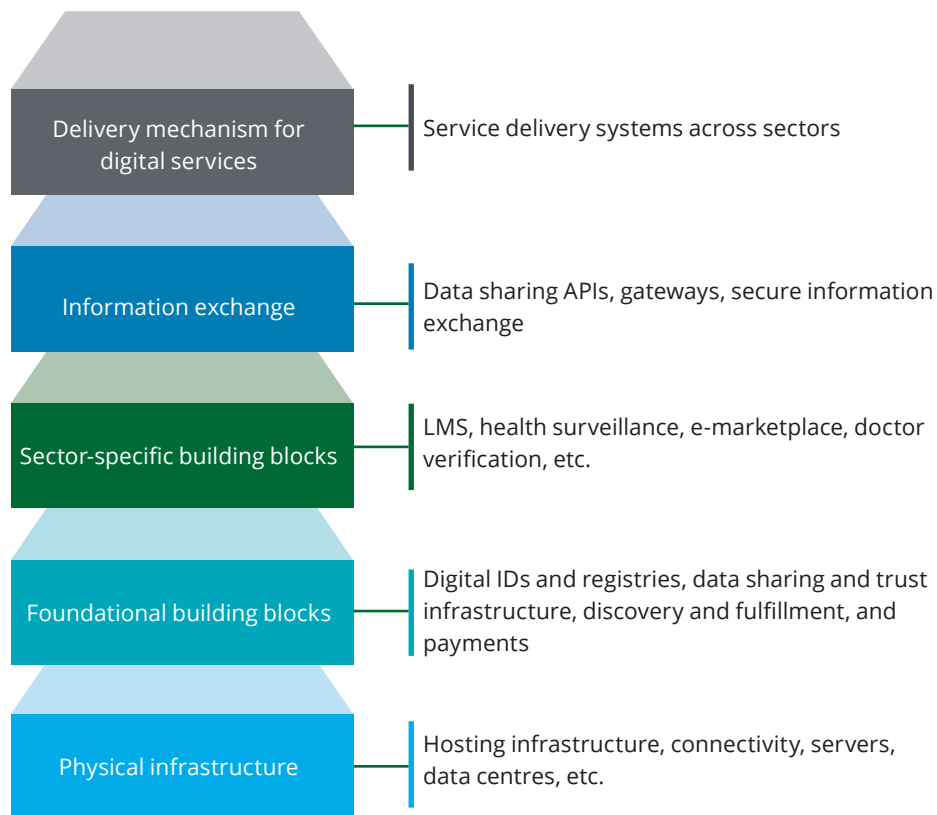 Delivery mechanism for
digital services
Service delivery systems across sectors
Information exchange
Data sharing APIs, gateways, secure information
exchange
Sector-specific building blocks
LMS, health surveillance, e-marketplace, doctor
verification, etc.
Foundational building blocks
Digital IDs and registries, data sharing and trust
infrastructure, discovery and fulfillment, and
payments
Physical infrastructure
Hosting infrastructure, connectivity, servers,
data centres, etc.